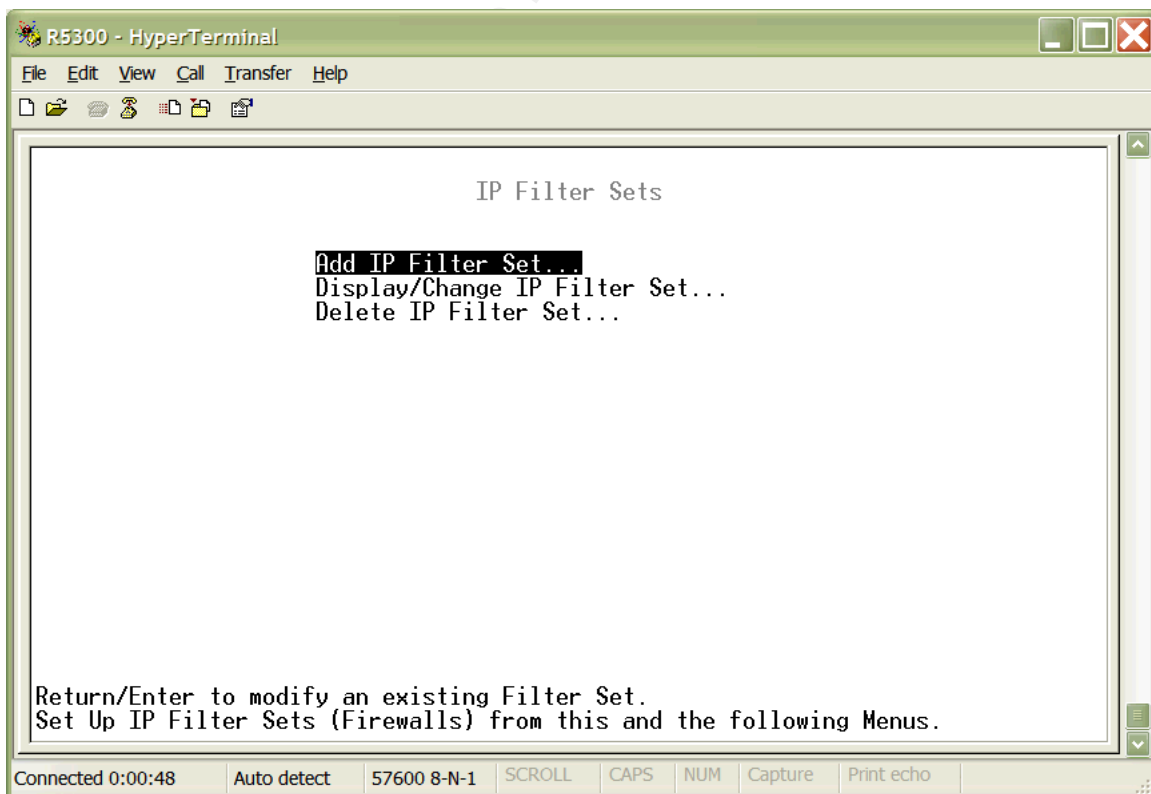 R5300 - HyperTerminal
File Edit View Call Transfer Help
IP Filter Sets
Add IP Filter Set...
Display/Change IP Filter Set...
Delete IP Filter Set...
Return/Enter to modify an existing Filter Set.
Set Up IP Filter Sets (Firewalls) from this and the following Menus.
Connected 0:00:48 Auto detect 57600 8-N-1 SCROLL CAPS NUM Capture Print echo